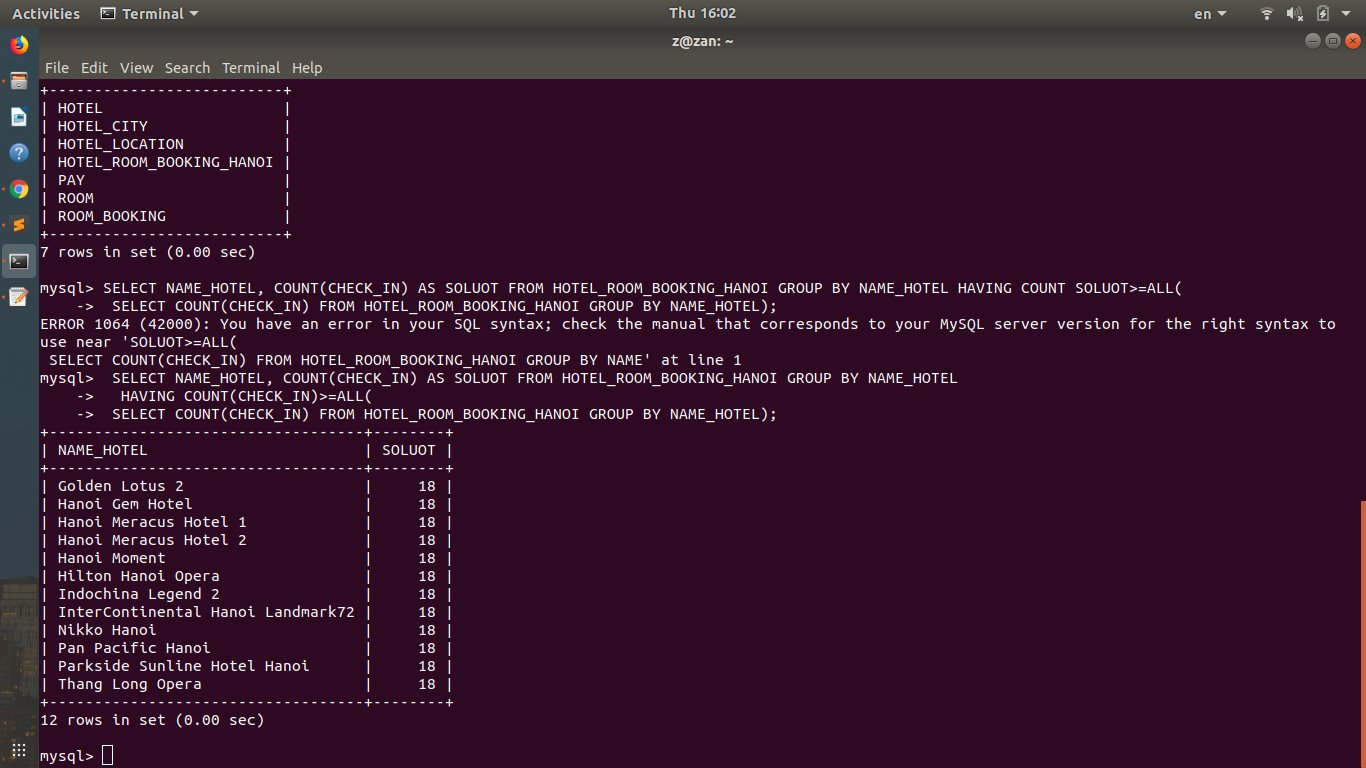 Activities Terminal Thu 16:02 en
z@zan: ~
File Edit View Search Terminal Help
+--------------------------+
| HOTEL                    |
| HOTEL_CITY               |
| HOTEL_LOCATION           |
| HOTEL_ROOM_BOOKING_HANOI |
| PAY                      |
| ROOM                     |
| ROOM_BOOKING             |
+--------------------------+
7 rows in set (0.00 sec)

mysql> SELECT NAME_HOTEL, COUNT(CHECK_IN) AS SOLUOT FROM HOTEL_ROOM_BOOKING_HANOI GROUP BY NAME_HOTEL HAVING COUNT SOLUOT>=ALL(
    ->  SELECT COUNT(CHECK_IN) FROM HOTEL_ROOM_BOOKING_HANOI GROUP BY NAME_HOTEL);
ERROR 1064 (42000): You have an error in your SQL syntax; check the manual that corresponds to your MySQL server version for the right syntax to
use near 'SOLUOT>=ALL(
 SELECT COUNT(CHECK_IN) FROM HOTEL_ROOM_BOOKING_HANOI GROUP BY NAME' at line 1
mysql>  SELECT NAME_HOTEL, COUNT(CHECK_IN) AS SOLUOT FROM HOTEL_ROOM_BOOKING_HANOI GROUP BY NAME_HOTEL
    ->   HAVING COUNT(CHECK_IN)>=ALL(
    ->  SELECT COUNT(CHECK_IN) FROM HOTEL_ROOM_BOOKING_HANOI GROUP BY NAME_HOTEL);
+-----------------------------------+--------+
| NAME_HOTEL                        | SOLUOT |
+-----------------------------------+--------+
| Golden Lotus 2                    |     18 |
| Hanoi Gem Hotel                   |     18 |
| Hanoi Meracus Hotel 1             |     18 |
| Hanoi Meracus Hotel 2             |     18 |
| Hanoi Moment                      |     18 |
| Hilton Hanoi Opera                |     18 |
| Indochina Legend 2                |     18 |
| InterContinental Hanoi Landmark72 |     18 |
| Nikko Hanoi                       |     18 |
| Pan Pacific Hanoi                 |     18 |
| Parkside Sunline Hotel Hanoi      |     18 |
| Thang Long Opera                  |     18 |
+-----------------------------------+--------+
12 rows in set (0.00 sec)

mysql>